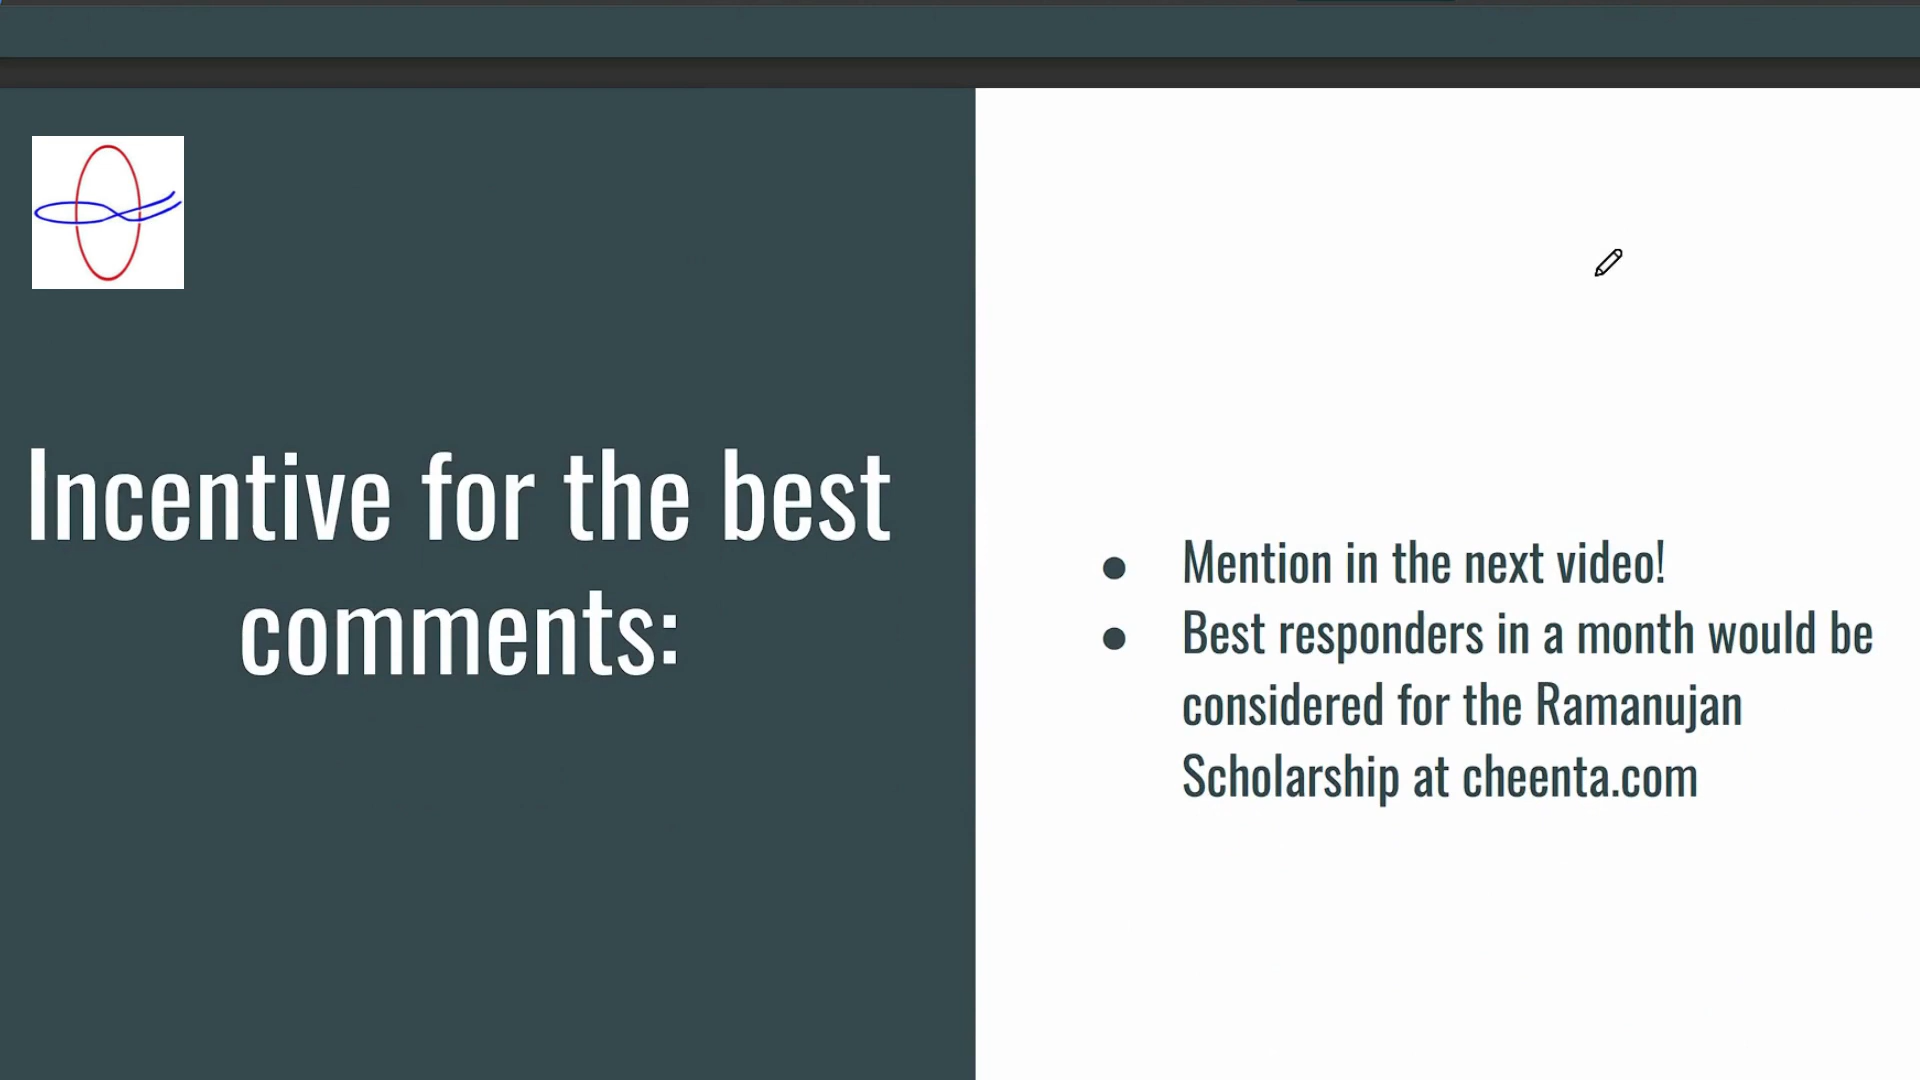 Incentive for the best
comments:
● Mention in the next video!
● Best responders in a month would be
considered for the Ramanujan
Scholarship at cheenta.com